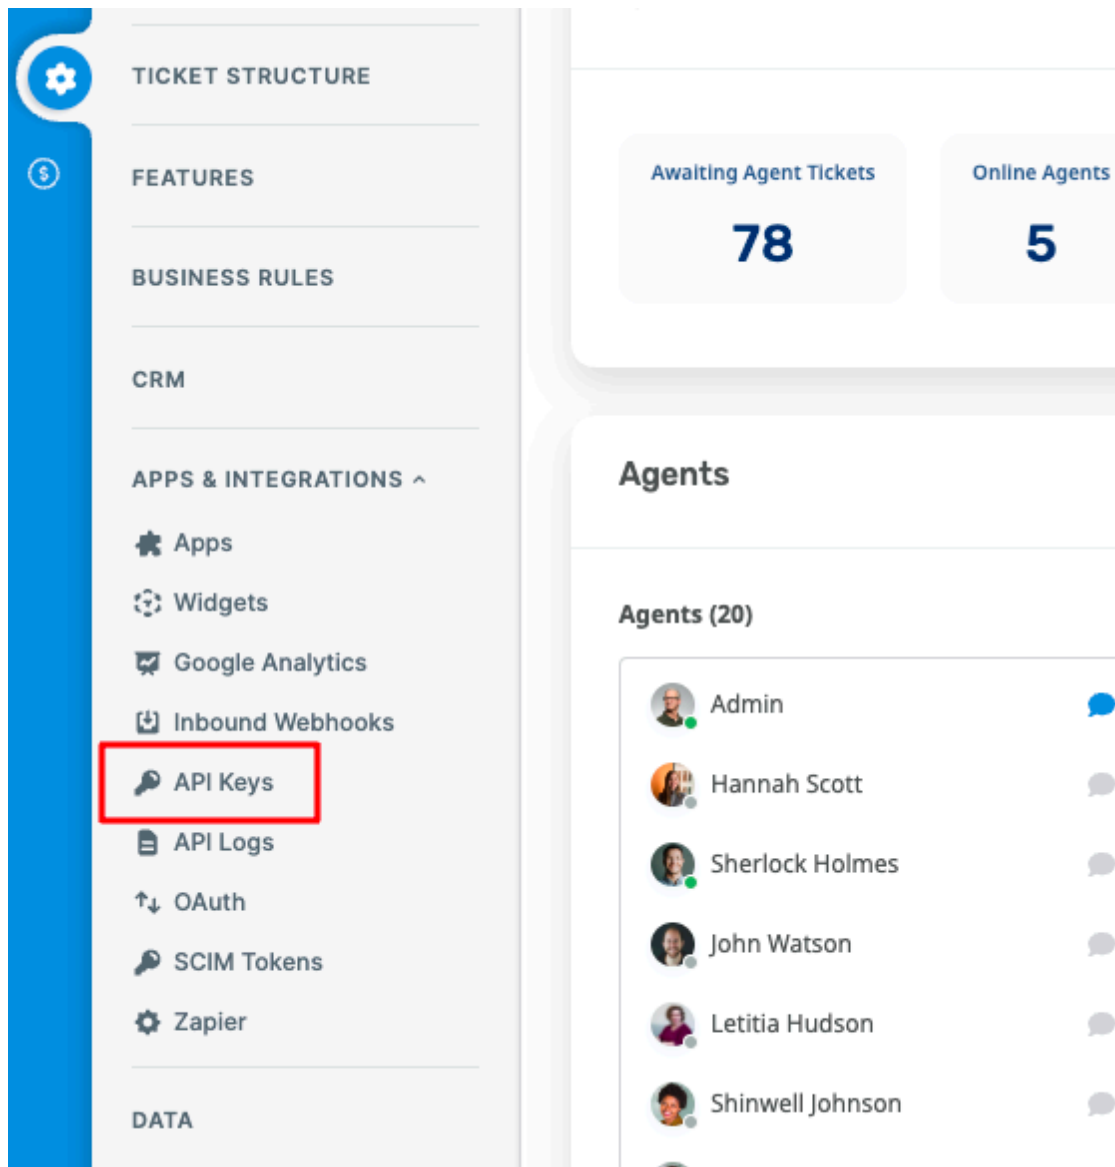 TICKET STRUCTURE
FEATURES
BUSINESS RULES
CRM
APPS & INTEGRATIONS
Apps
Widgets
Google Analytics
Inbound Webhooks
API Keys
API Logs
OAuth
SCIM Tokens
Zapier
DATA
Awaiting Agent Tickets
78
Online Agents
5
Agents
Agents (20)
Admin
Hannah Scott
Sherlock Holmes
John Watson
Letitia Hudson
Shinwell Johnson